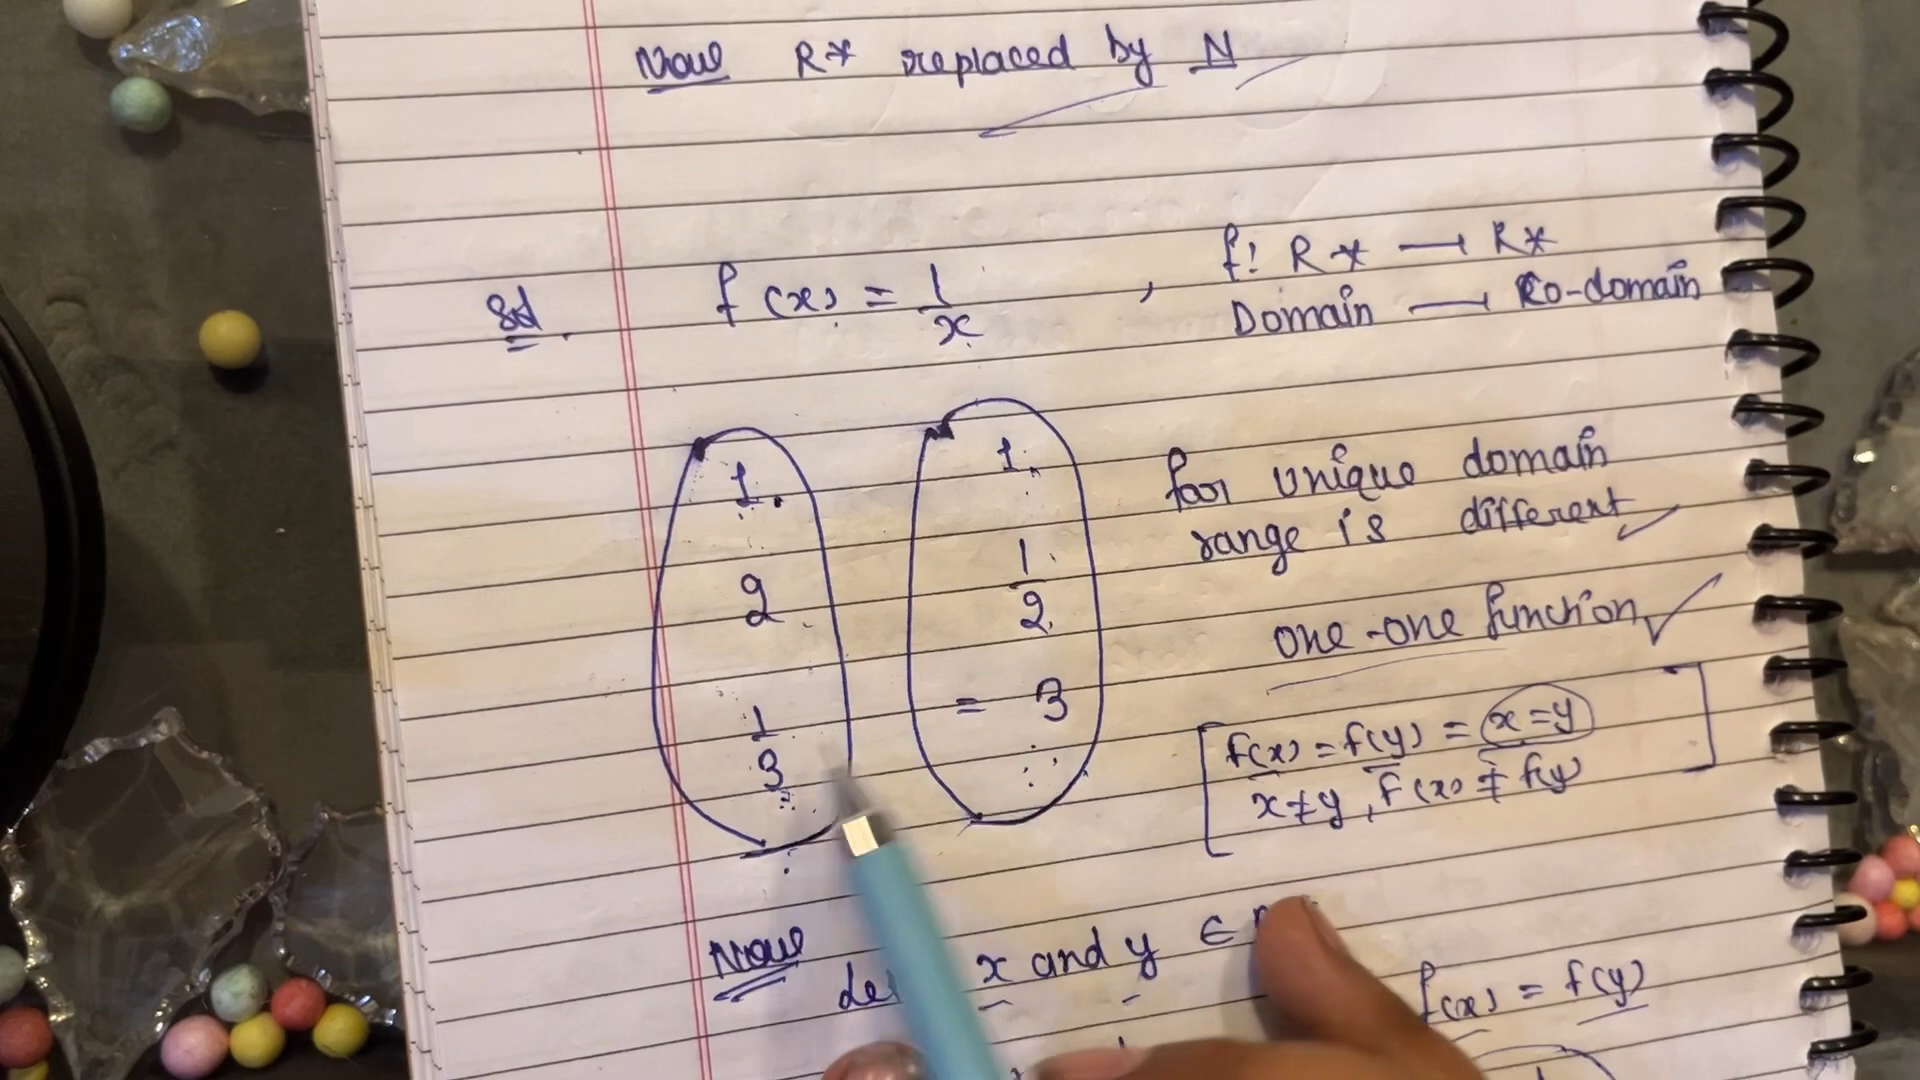 Now R* replaced by N
Sol. f(x) = 1/x , f: R* → R*
Domain → Co-domain
1. 1.
2 1/2
1/3 = 3
for unique domain
range is different ✓
one-one function ✓
[f(x) = f(y) = x=y
x≠y, f(x) ≠ f(y)]
Now
x and y ∈
f(x) = f(y)